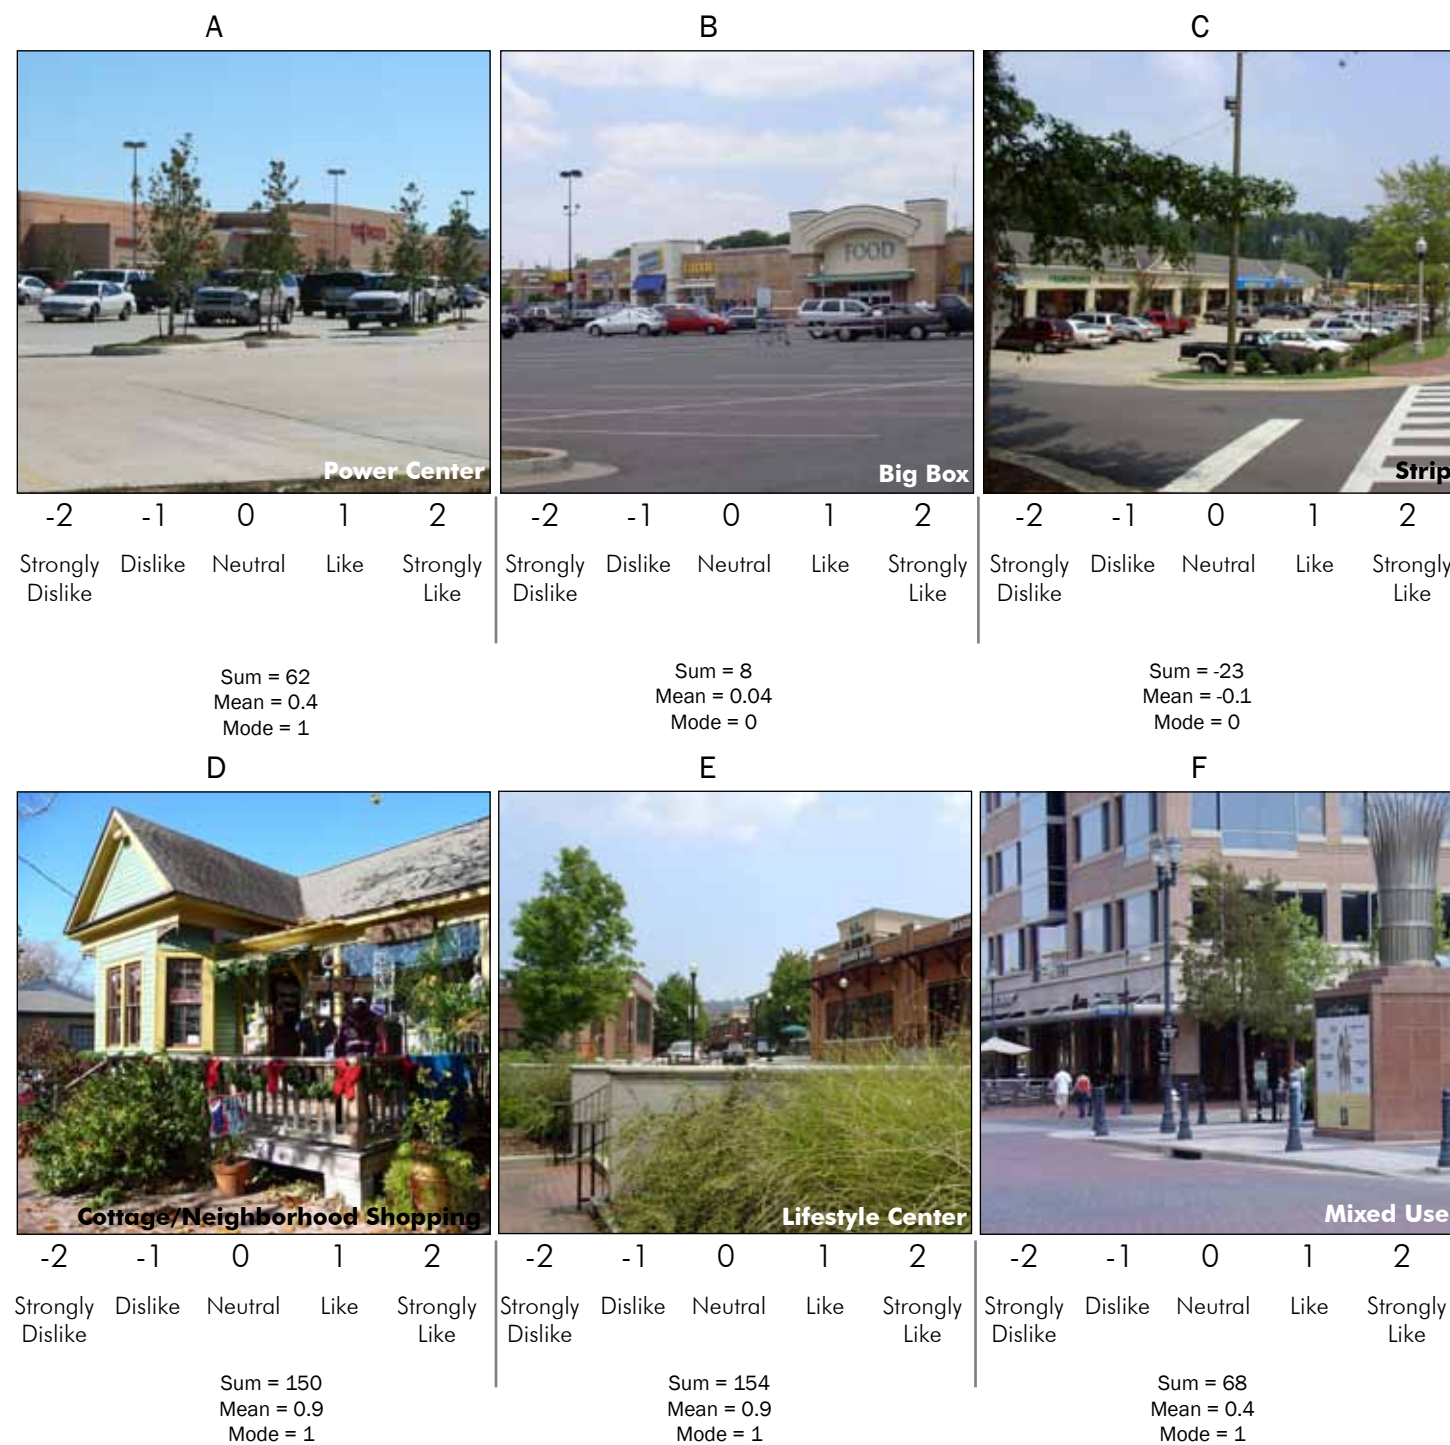 A
B
C
FOOD
Power Center
Big Box
Strip
-2 -1 0 1 2
-2 -1 0 1 2
-2 -1 0 1 2
Strongly Dislike Neutral Like Strongly
Dislike Like
Strongly Dislike Neutral Like Strongly
Dislike Like
Strongly Dislike Neutral Like Strongly
Dislike Like
Sum = 62
Mean = 0.4
Mode = 1
Sum = 8
Mean = 0.04
Mode = 0
Sum = -23
Mean = -0.1
Mode = 0
D
E
F
Cottage/Neighborhood Shopping
Lifestyle Center
Mixed Use
-2 -1 0 1 2
-2 -1 0 1 2
-2 -1 0 1 2
Strongly Dislike Neutral Like Strongly
Dislike Like
Strongly Dislike Neutral Like Strongly
Dislike Like
Strongly Dislike Neutral Like Strongly
Dislike Like
Sum = 150
Mean = 0.9
Mode = 1
Sum = 154
Mean = 0.9
Mode = 1
Sum = 68
Mean = 0.4
Mode = 1